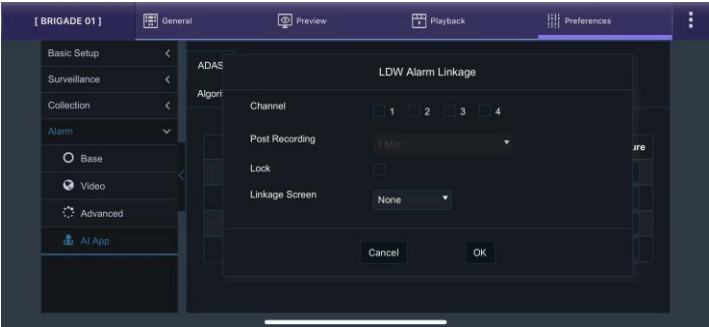 [ BRIGADE 01 ] General Preview Playback Preferences
Basic Setup
Surveillance
Collection
Alarm
Base
Video
Advanced
AI App
ADAS
Algori
ure
LDW Alarm Linkage
Channel 1 2 3 4
Post Recording 1 Min
Lock
Linkage Screen None
Cancel OK